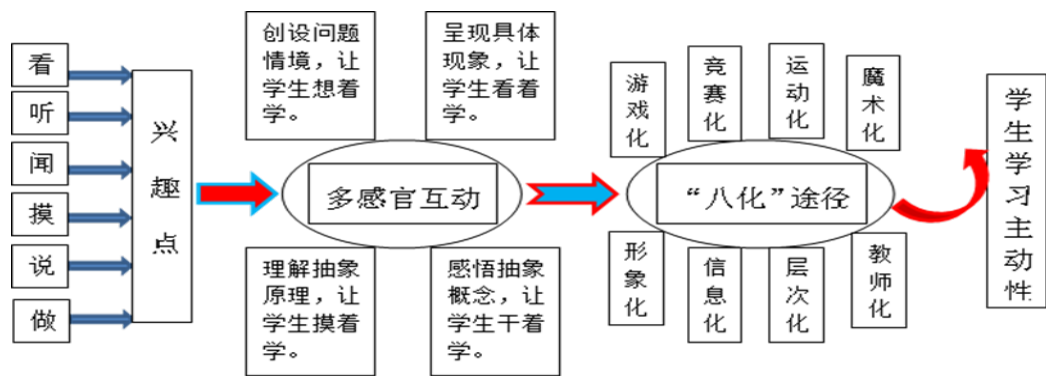 看
听
闻
摸
说
做
兴趣点
创设问题
情境，让
学生想着
学。
呈现具体
现象，让
学生看着
学。
多感官互动
理解抽象
原理，让
学生摸着
学。
感悟抽象
概念，让
学生干着
学。
游戏化
竞赛化
运动化
魔术化
“八化”途径
形象化
信息化
层次化
教师化
学生学习主动性